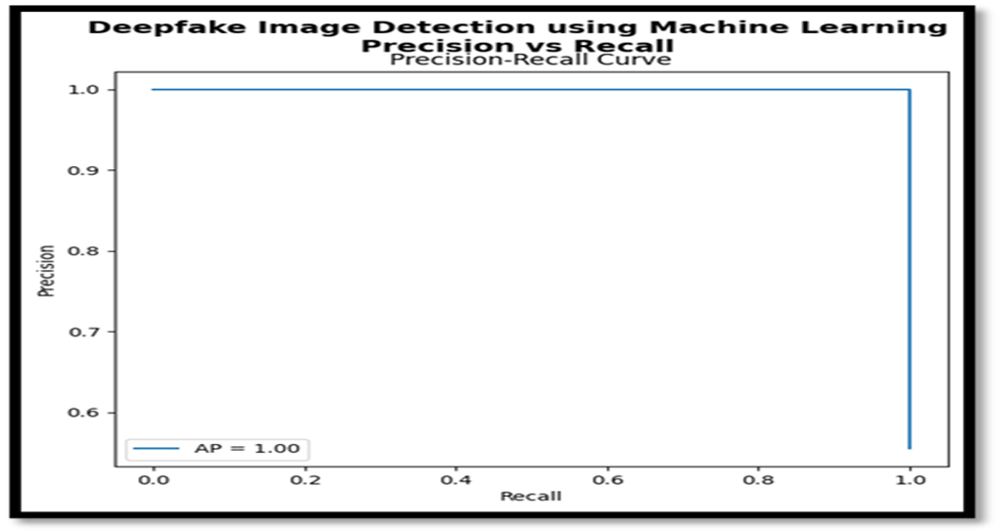 Deepfake Image Detection using Machine Learning
Precision vs Recall
Precision-Recall Curve
1.0
0.9
0.8
0.7
0.6
Precision
AP = 1.00
0.0 0.2 0.4 0.6 0.8 1.0
Recall